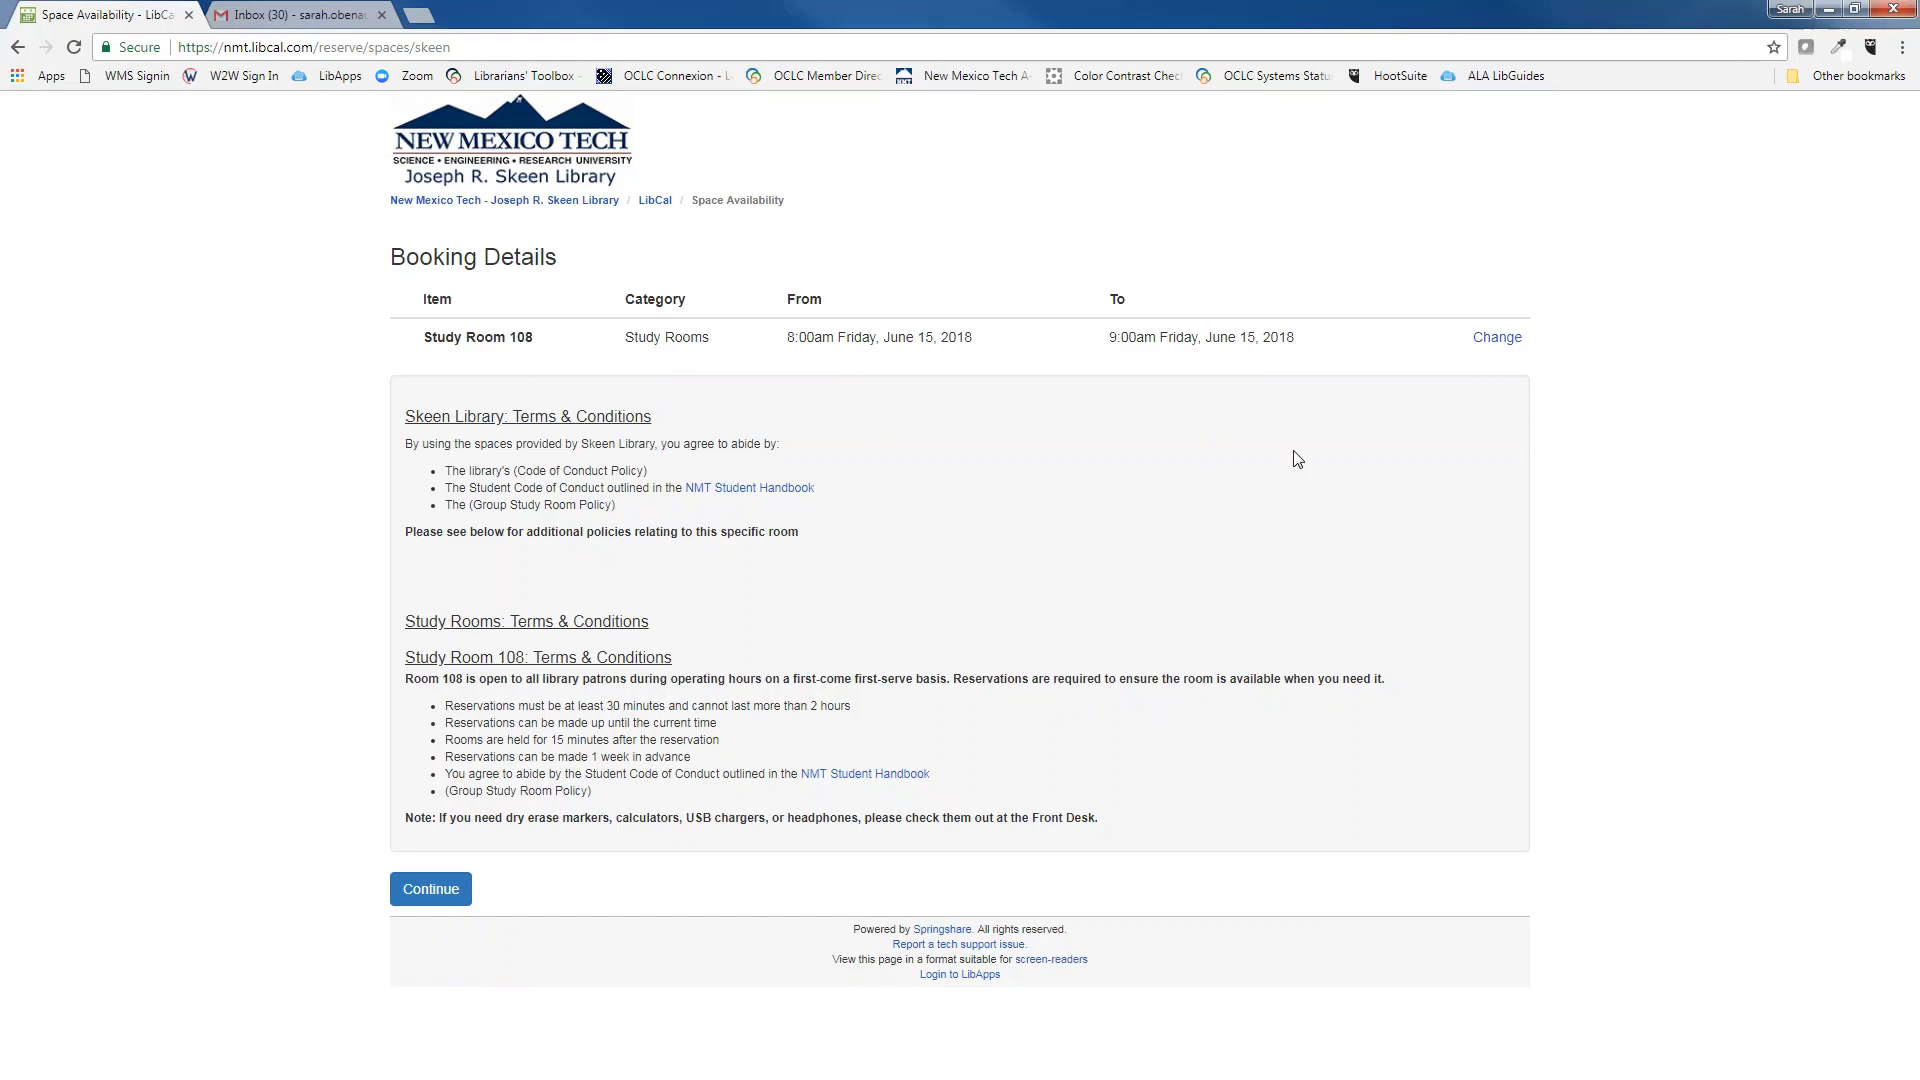 Space Availability - LibCa
Inbox (30) - sarah.obena
Sarah
Secure
https://nmt.libcal.com/reserve/spaces/skeen
Apps
WMS Signin
W2W Sign In
LibApps
Zoom
Librarians' Toolbox -
OCLC Connexion - L
OCLC Member Direc
New Mexico Tech A
Color Contrast Chec
OCLC Systems Statu
HootSuite
ALA LibGuides
Other bookmarks
NEW MEXICO TECH
SCIENCE • ENGINEERING • RESEARCH UNIVERSITY
Joseph R. Skeen Library
New Mexico Tech - Joseph R. Skeen Library / LibCal / Space Availability
Booking Details
Item Category From To
Study Room 108 Study Rooms 8:00am Friday, June 15, 2018 9:00am Friday, June 15, 2018 Change
Skeen Library: Terms & Conditions
By using the spaces provided by Skeen Library, you agree to abide by:
• The library's (Code of Conduct Policy)
• The Student Code of Conduct outlined in the NMT Student Handbook
• The (Group Study Room Policy)
Please see below for additional policies relating to this specific room
Study Rooms: Terms & Conditions
Study Room 108: Terms & Conditions
Room 108 is open to all library patrons during operating hours on a first-come first-serve basis. Reservations are required to ensure the room is available when you need it.
• Reservations must be at least 30 minutes and cannot last more than 2 hours
• Reservations can be made up until the current time
• Rooms are held for 15 minutes after the reservation
• Reservations can be made 1 week in advance
• You agree to abide by the Student Code of Conduct outlined in the NMT Student Handbook
• (Group Study Room Policy)
Note: If you need dry erase markers, calculators, USB chargers, or headphones, please check them out at the Front Desk.
Continue
Powered by Springshare. All rights reserved.
Report a tech support issue.
View this page in a format suitable for screen-readers
Login to LibApps